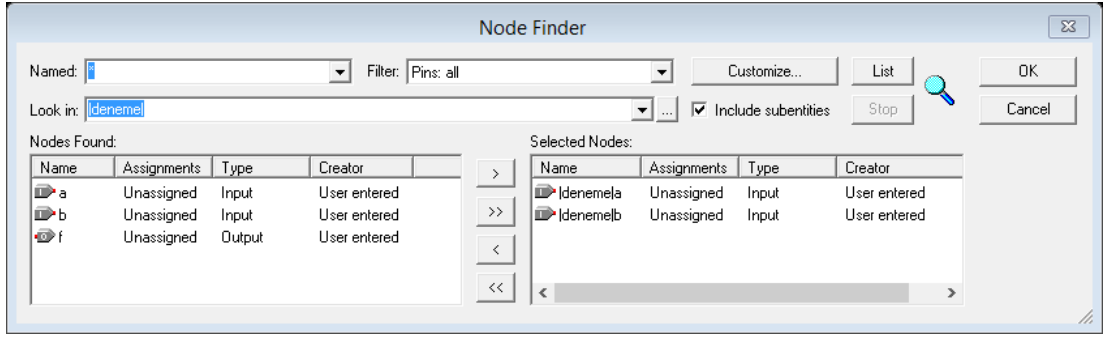 Node Finder
Named: * Filter: Pins: all Customize... List OK
Look in: |deneme| ... Include subentities Stop Cancel
Nodes Found: Selected Nodes:
Name Assignments Type Creator > Name Assignments Type Creator
a Unassigned Input User entered |deneme|a Unassigned Input User entered
b Unassigned Input User entered >> |deneme|b Unassigned Input User entered
f Unassigned Output User entered
<
<<